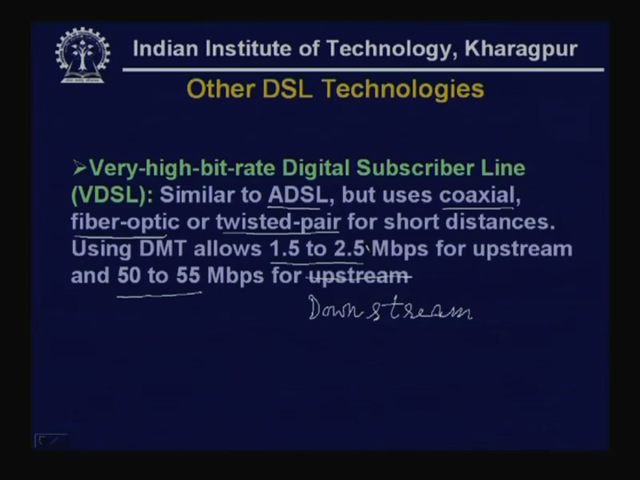 Indian Institute of Technology, Kharagpur
Other DSL Technologies
➢Very-high-bit-rate Digital Subscriber Line
(VDSL): Similar to ADSL, but uses coaxial,
fiber-optic or twisted-pair for short distances.
Using DMT allows 1.5 to 2.5 Mbps for upstream
and 50 to 55 Mbps for upstream
Downstream